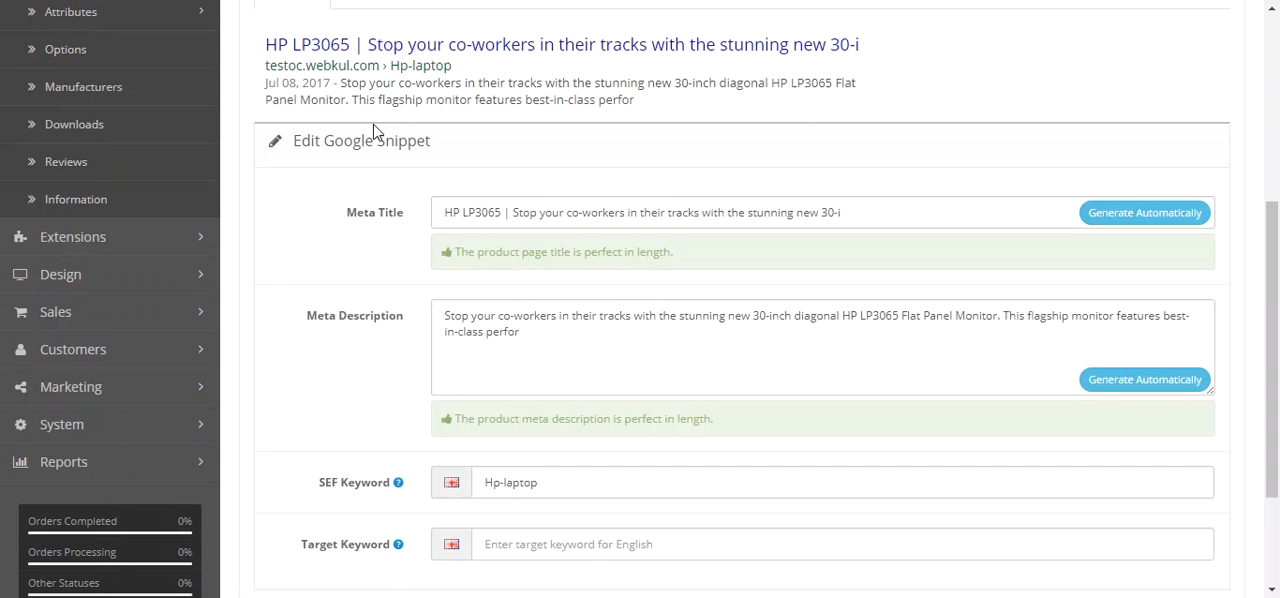 Attributes
Options
Manufacturers
Downloads
Reviews
Information
Extensions
Design
Sales
Customers
Marketing
System
Reports
Orders Completed 0%
Orders Processing 0%
Other Statuses 0%
HP LP3065 | Stop your co-workers in their tracks with the stunning new 30-i
testoc.webkul.com › Hp-laptop
Jul 08, 2017 - Stop your co-workers in their tracks with the stunning new 30-inch diagonal HP LP3065 Flat
Panel Monitor. This flagship monitor features best-in-class perfor
Edit Google Snippet
Meta Title
HP LP3065 | Stop your co-workers in their tracks with the stunning new 30-i
Generate Automatically
The product page title is perfect in length.
Meta Description
Stop your co-workers in their tracks with the stunning new 30-inch diagonal HP LP3065 Flat Panel Monitor. This flagship monitor features best-
in-class perfor
Generate Automatically
The product meta description is perfect in length.
SEF Keyword
Hp-laptop
Target Keyword
Enter target keyword for English